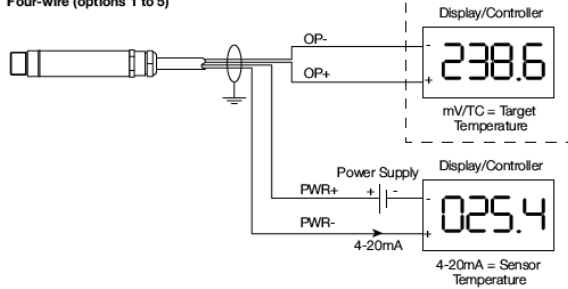 Four-wire (options 1 to 5)
Display/Controller
OP-
-
238.6
OP+
+
mV/TC = Target
Temperature
Display/Controller
Power Supply
PWR+
+ -
-
025.4
PWR-
+
4-20mA
4-20mA = Sensor
Temperature